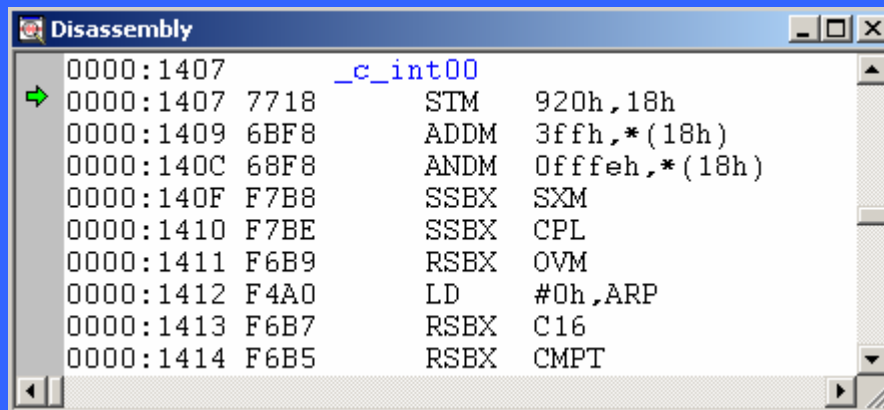 Disassembly
0000:1407 _c_int00
0000:1407 7718 STM 920h,18h
0000:1409 6BF8 ADDM 3ffh,*(18h)
0000:140C 68F8 ANDM 0fffeh,*(18h)
0000:140F F7B8 SSBX SXM
0000:1410 F7BE SSBX CPL
0000:1411 F6B9 RSBX OVM
0000:1412 F4A0 LD #0h,ARP
0000:1413 F6B7 RSBX C16
0000:1414 F6B5 RSBX CMPT